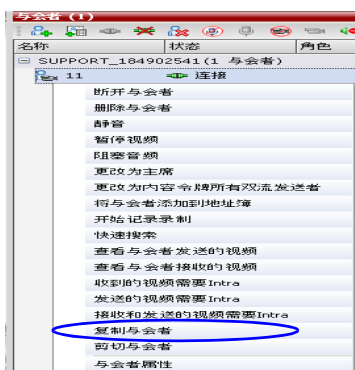 与会者 (1)
名称 状态 角色
SUPPORT_184902541(1 与会者)
11 连接
断开与会者
删除与会者
静音
暂停视频
阻塞音频
更改为主席
更改为内容令牌所有双流发送者
将与会者添加到地址簿
开始记录录制
快速搜索
查看与会者发送的视频
查看与会者接收的视频
收到的视频需要Intra
发送的视频需要Intra
接收和发送的视频需要Intra
复制与会者
剪切与会者
与会者属性